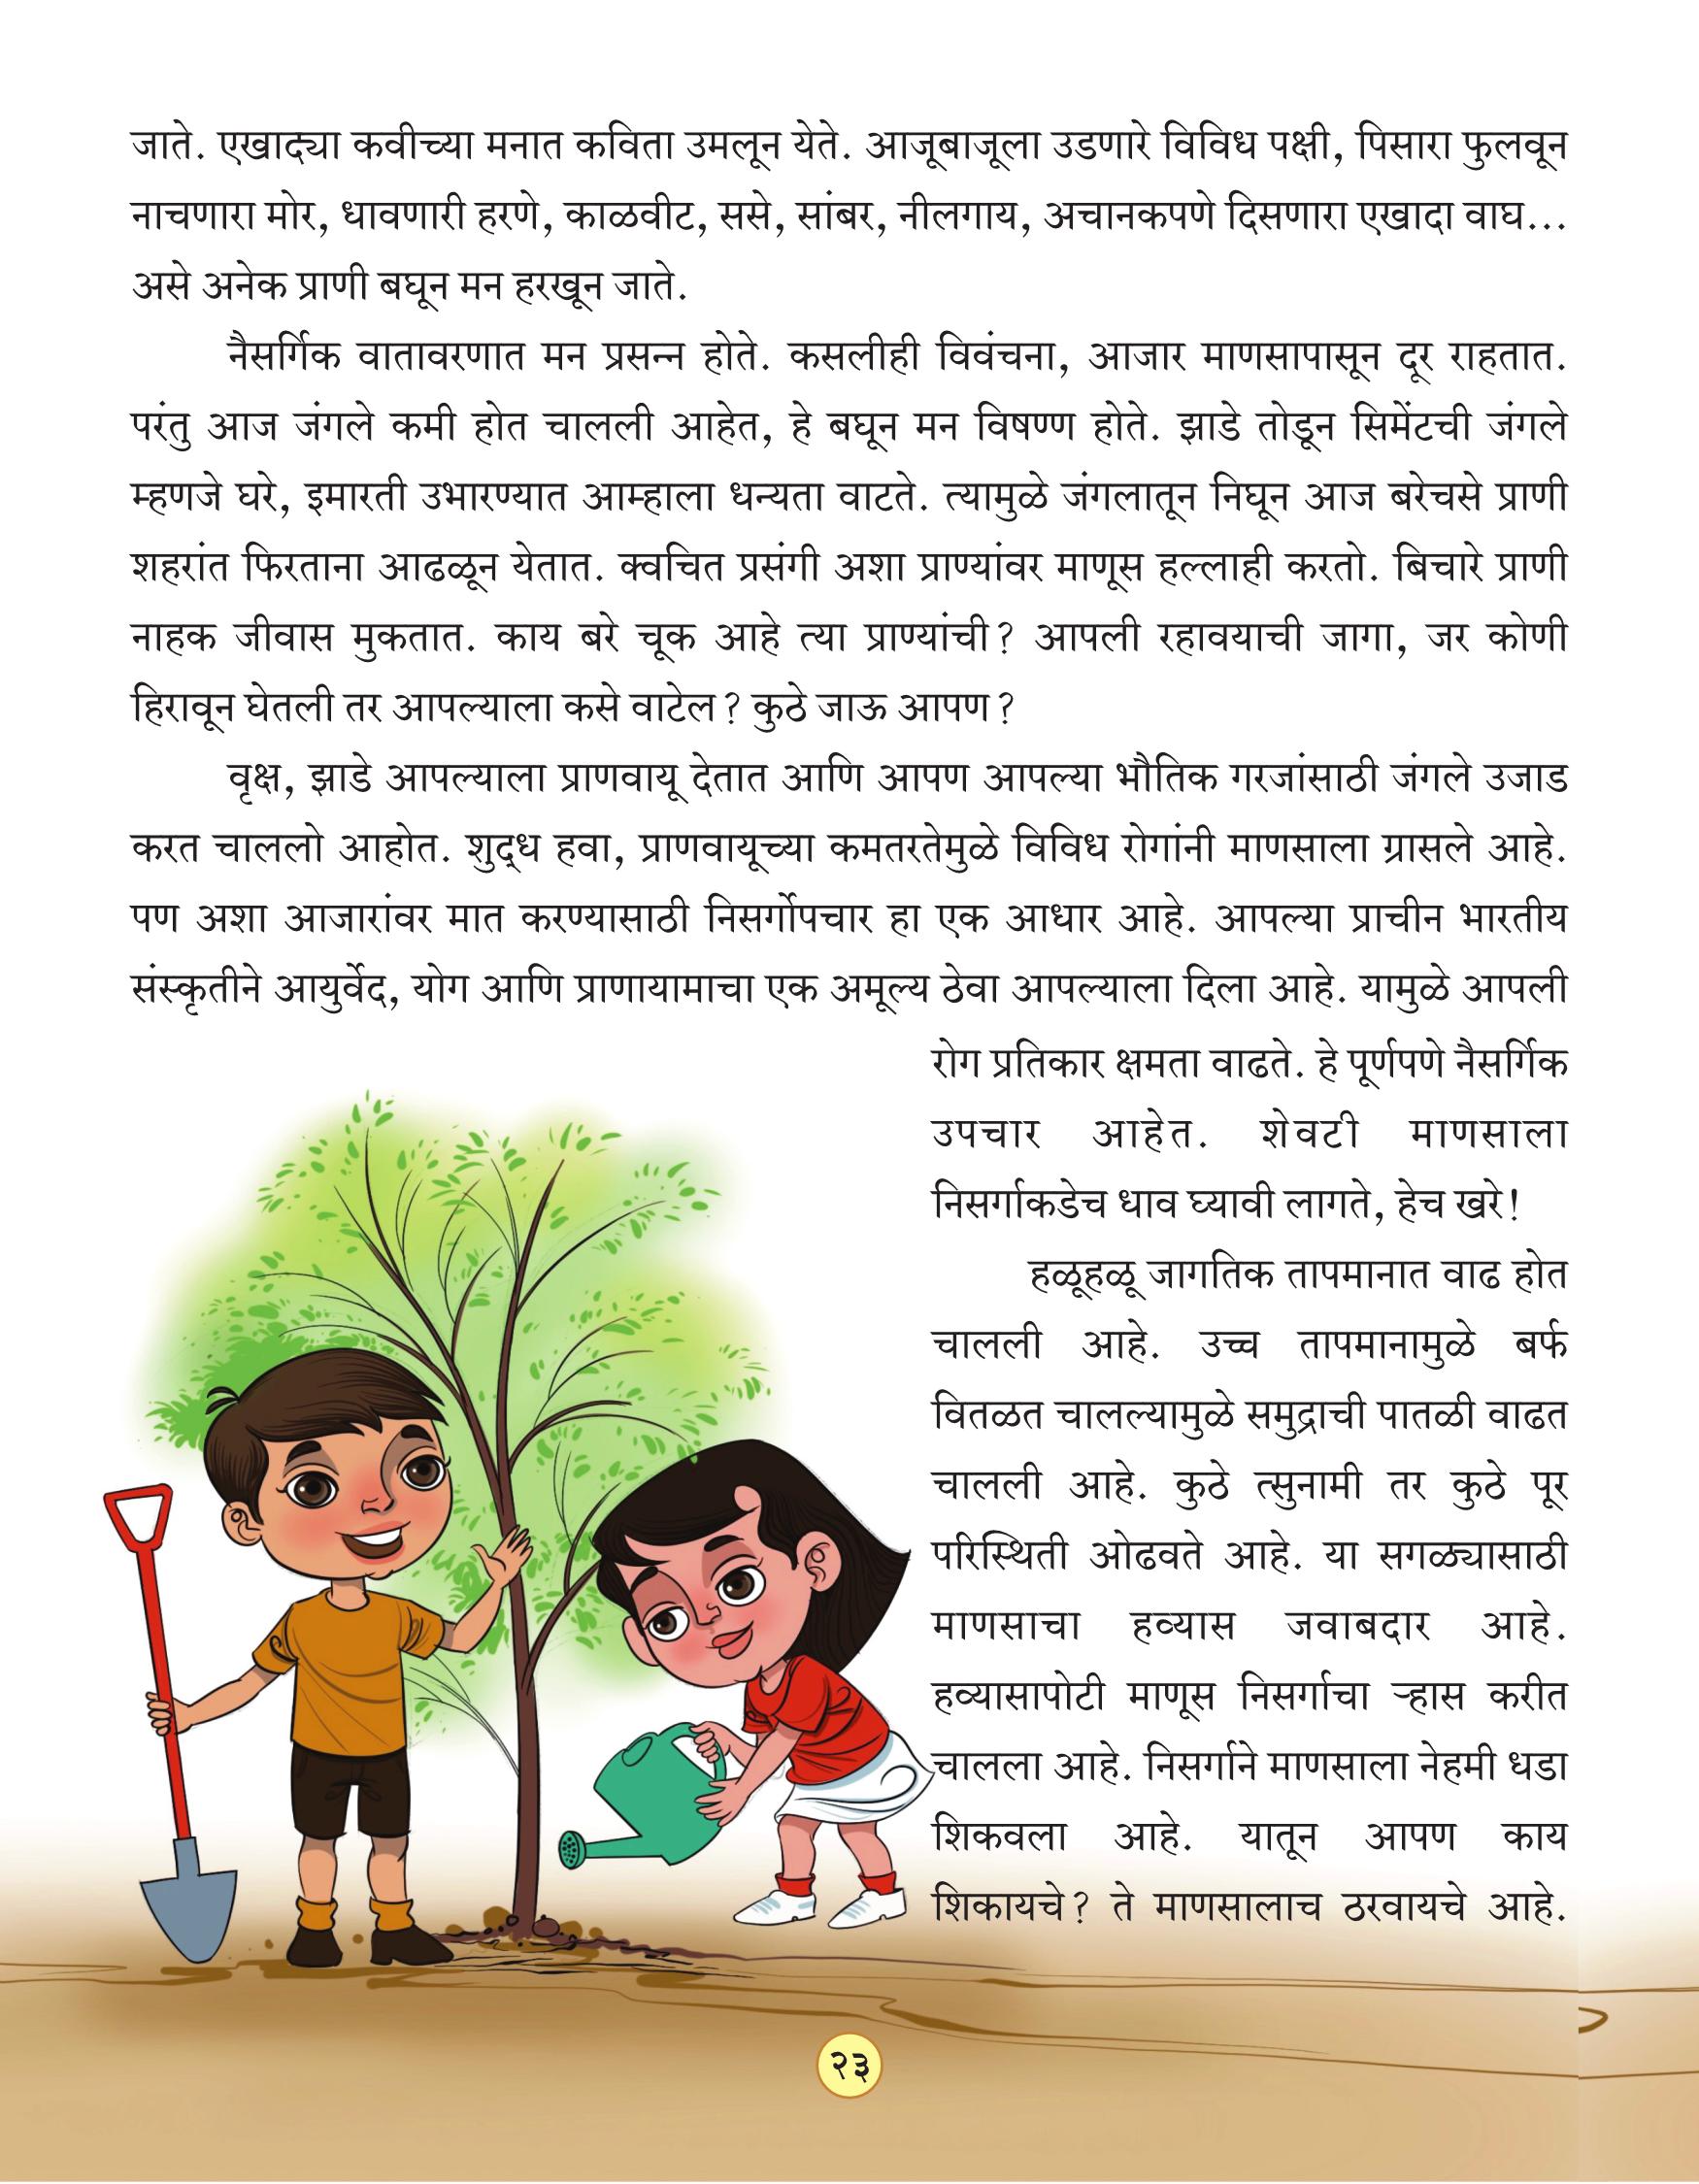 जाते. एखाद्या कवीच्या मनात कविता उमलून येते. आजूबाजूला उडणारे विविध पक्षी, पिसारा फुलवून
नाचणारा मोर, धावणारी हरणे, काळवीट, ससे, सांबर, नीलगाय, अचानकपणे दिसणारा एखादा वाघ...
असे अनेक प्राणी बघून मन हरखून जाते.
नैसर्गिक वातावरणात मन प्रसन्न होते. कसलीही विवंचना, आजार माणसापासून दूर राहतात.
परंतु आज जंगले कमी होत चालली आहेत, हे बघून मन विषण्ण होते. झाडे तोडून सिमेंटची जंगले
म्हणजे घरे, इमारती उभारण्यात आम्हाला धन्यता वाटते. त्यामुळे जंगलातून निघून आज बरेचसे प्राणी
शहरांत फिरताना आढळून येतात. क्वचित प्रसंगी अशा प्राण्यांवर माणूस हल्लाही करतो. बिचारे प्राणी
नाहक जीवास मुकतात. काय बरे चूक आहे त्या प्राण्यांची? आपली रहावयाची जागा, जर कोणी
हिरावून घेतली तर आपल्याला कसे वाटेल? कुठे जाऊ आपण?
वृक्ष, झाडे आपल्याला प्राणवायू देतात आणि आपण आपल्या भौतिक गरजांसाठी जंगले उजाड
करत चाललो आहोत. शुद्ध हवा, प्राणवायूच्या कमतरतेमुळे विविध रोगांनी माणसाला ग्रासले आहे.
पण अशा आजारांवर मात करण्यासाठी निसर्गोपचार हा एक आधार आहे. आपल्या प्राचीन भारतीय
संस्कृतीने आयुर्वेद, योग आणि प्राणायामाचा एक अमूल्य ठेवा आपल्याला दिला आहे. यामुळे आपली
रोग प्रतिकार क्षमता वाढते. हे पूर्णपणे नैसर्गिक
उपचार आहेत. शेवटी माणसाला
निसर्गाकडेच धाव घ्यावी लागते, हेच खरे!
हळूहळू जागतिक तापमानात वाढ होत
चालली आहे. उच्च तापमानामुळे बर्फ
वितळत चालल्यामुळे समुद्राची पातळी वाढत
चालली आहे. कुठे त्सुनामी तर कुठे पूर
परिस्थिती ओढवते आहे. या सगळ्यासाठी
माणसाचा हव्यास जवाबदार आहे.
हव्यासापोटी माणूस निसर्गाचा ऱ्हास करीत
चालला आहे. निसर्गाने माणसाला नेहमी धडा
शिकवला आहे. यातून आपण काय
शिकायचे? ते माणसालाच ठरवायचे आहे.
२३